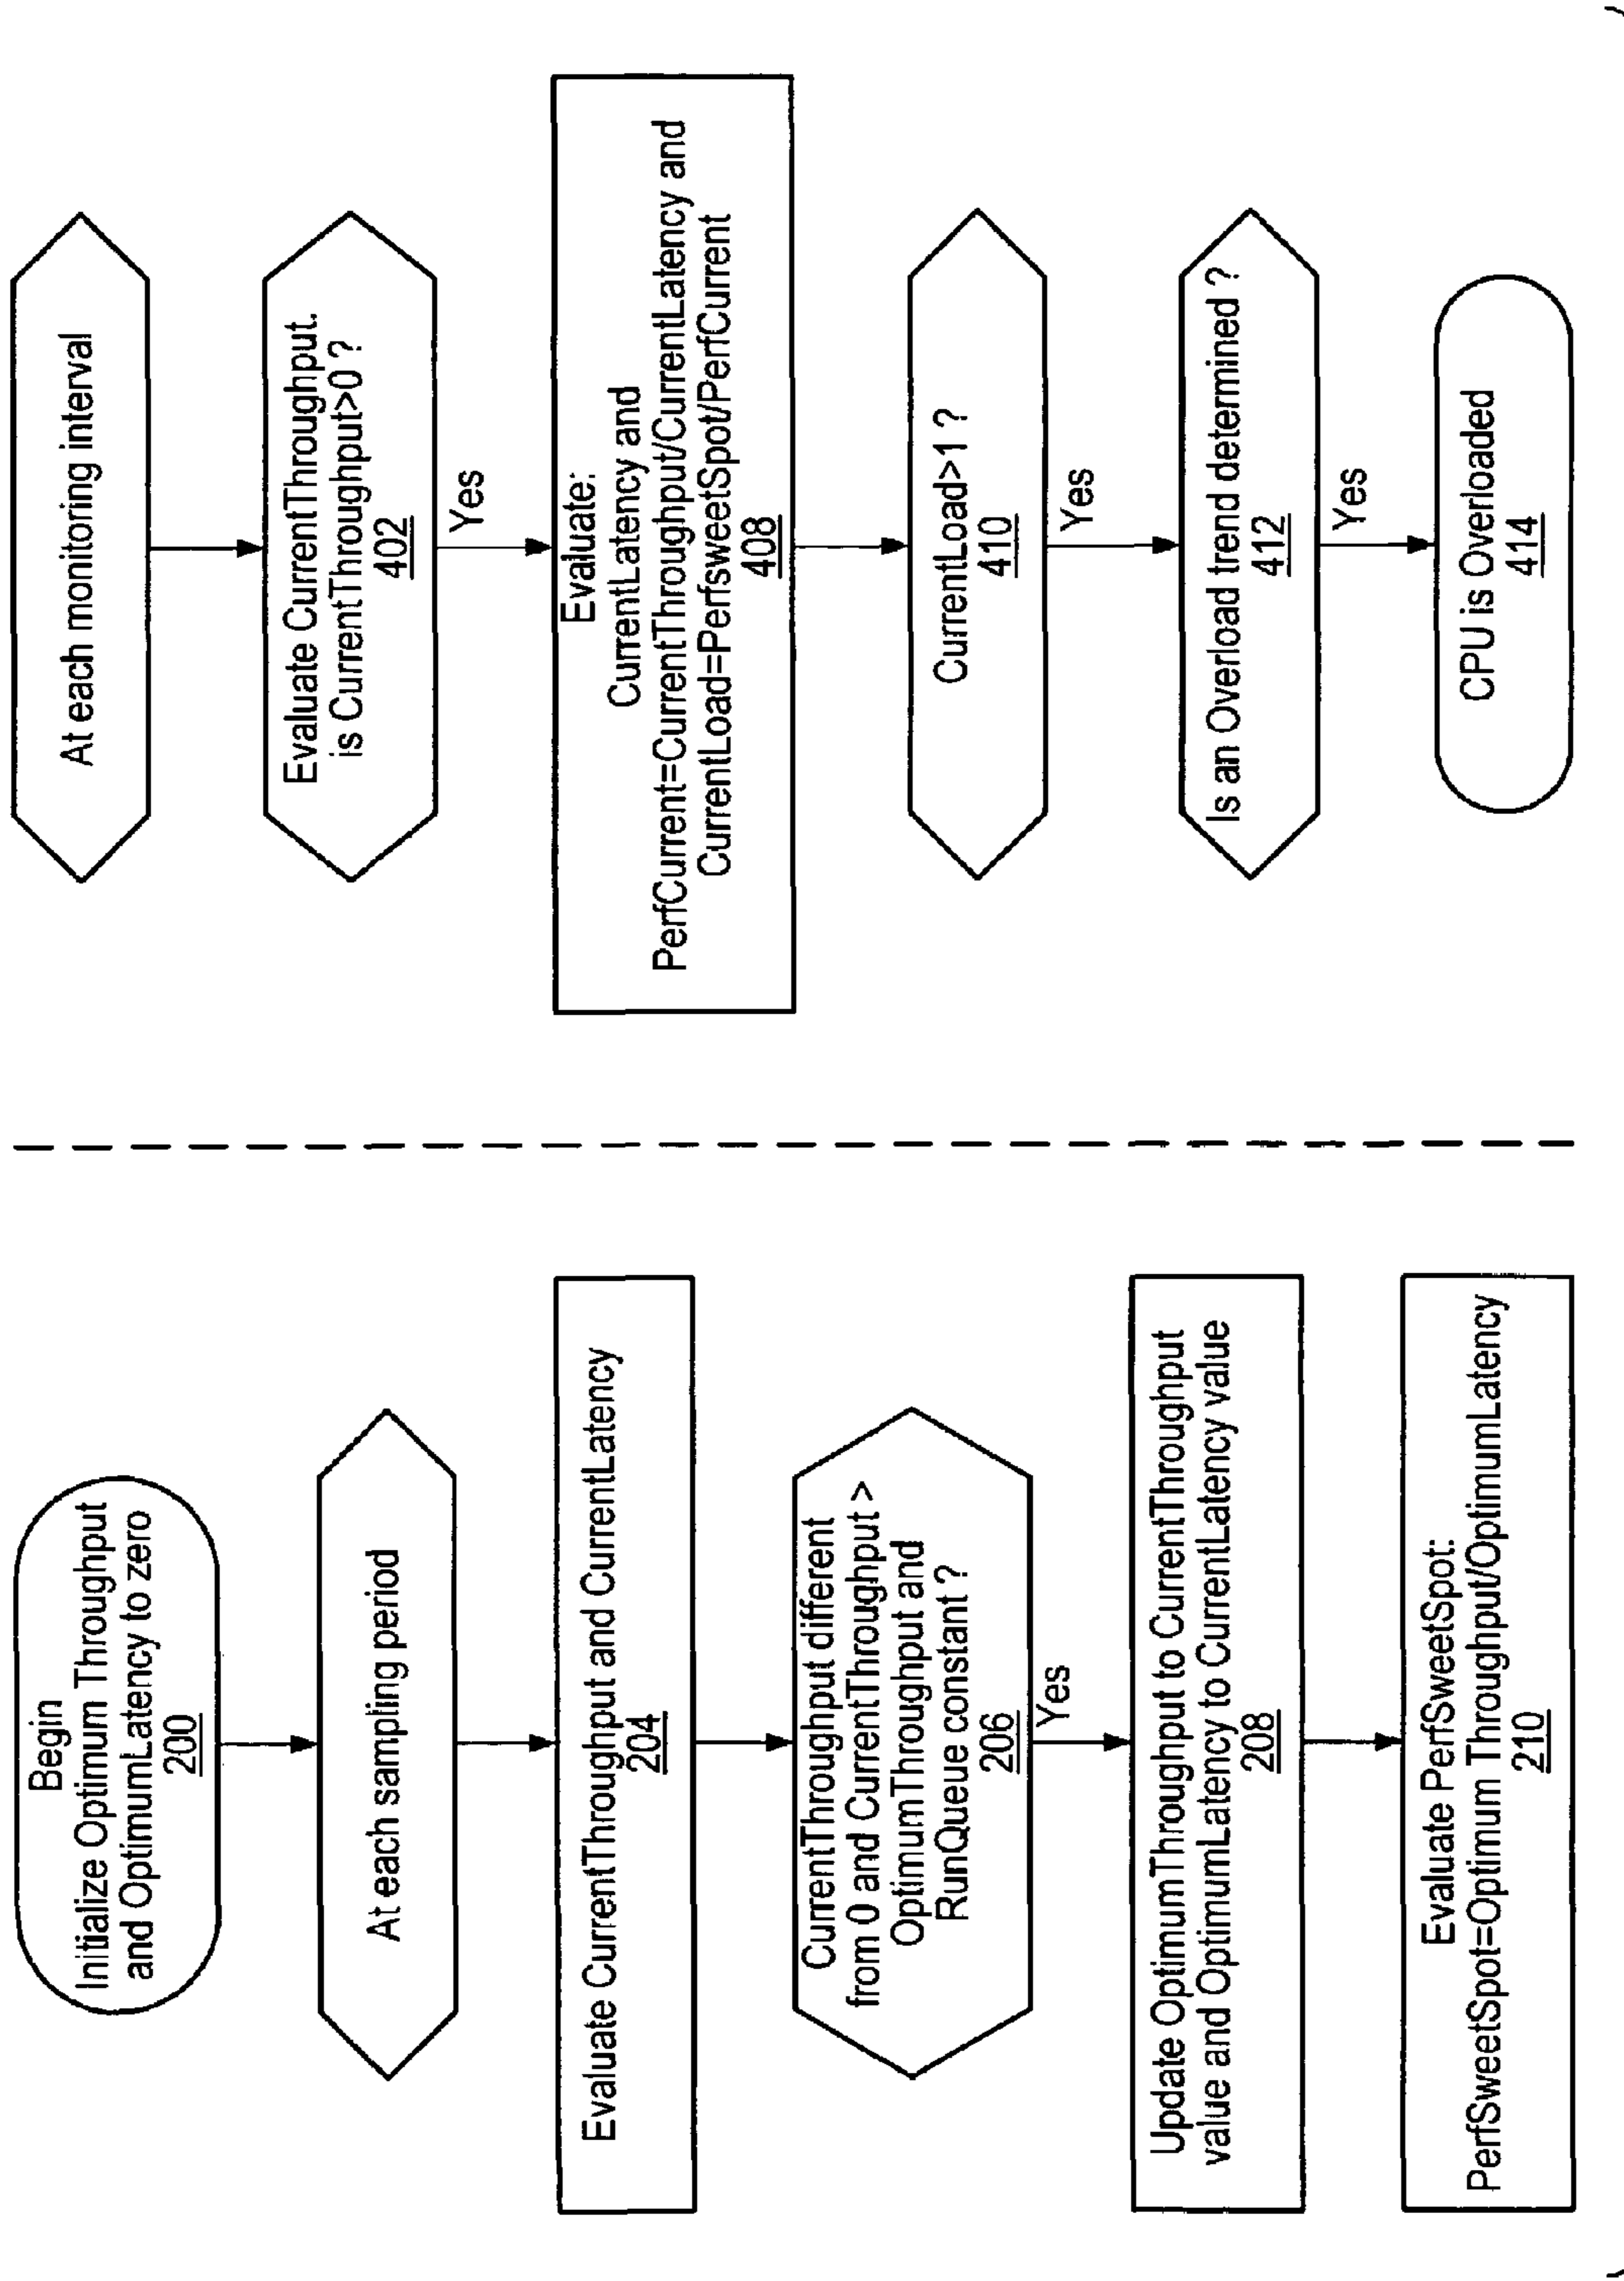 Begin
Initialize Optimum Throughput
and OptimumLatency to zero
200
At each sampling period
Evaluate CurrentThroughput and CurrentLatency
204
CurrentThroughput different
from 0 and CurrentThroughput >
OptimumThroughput and
RunQueue constant ?
206
Yes
Update OptimumThroughput to CurrentThroughput
value and OptimumLatency to CurrentLatency value
208
Evaluate PerfSweetSpot:
PerfSweetSpot=Optimum Throughput/OptimumLatency
210
At each monitoring interval
Evaluate CurrentThroughput.
is CurrentThroughput>0 ?
402
Yes
Evaluate:
CurrentLatency and
PerfCurrent=CurrentThroughput/CurrentLatency and
CurrentLoad=PerfsweetSpot/PerfCurrent
408
CurrentLoad>1 ?
410
Yes
Is an Overload trend determined ?
412
Yes
CPU is Overloaded
414